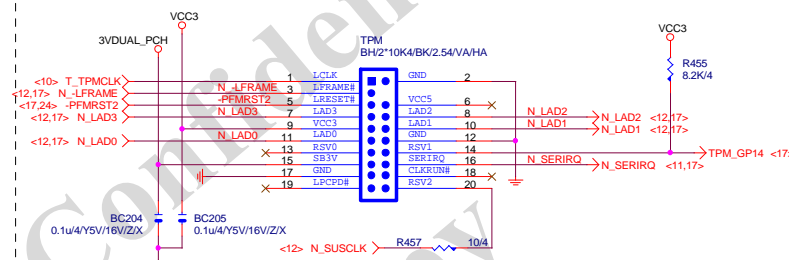 VCC3
VCC3
3VDUAL_PCH
TPM
BH/2*10K4/BK/2.54/VA/HA
R455
8.2K/4
<10> T_TPMCLK 1 LCLK GND 2
<12,17> N_-LFRAME N_-LFRAME 3 LFRAME#
<17,24> -PFMRST2 -PFMRST2 5 LRESET# VCC5 6
<12,17> N_LAD3 N_LAD3 7 LAD3 LAD2 8 N_LAD2 N_LAD2 <12,17>
9 VCC3 LAD1 10 N_LAD1 N_LAD1 <12,17>
<12,17> N_LAD0 N_LAD0 11 LAD0 GND 12
13 RSV0 RSV1 14 TPM_GP14 <17>
15 SB3V SERIRQ 16 N_SERIRQ N_SERIRQ <11,17>
17 GND CLKRUN# 18
19 LPCPD# RSV2 20
BC204 BC205
0.1u/4/Y5V/16V/Z/X 0.1u/4/Y5V/16V/Z/X
<12> N_SUSCLK R457 10/4
Confiden